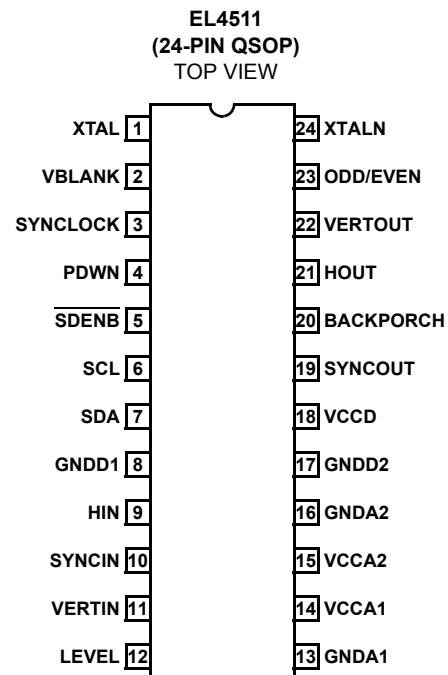 EL4511
(24-PIN QSOP)
TOP VIEW
XTAL 1 24 XTALN
VBLANK 2 23 ODD/EVEN
SYNCLOCK 3 22 VERTOUT
PDWN 4 21 HOUT
SDENB 5 20 BACKPORCH
SCL 6 19 SYNCOUT
SDA 7 18 VCCD
GNDD1 8 17 GNDD2
HIN 9 16 GNDA2
SYNCIN 10 15 VCCA2
VERTIN 11 14 VCCA1
LEVEL 12 13 GNDA1